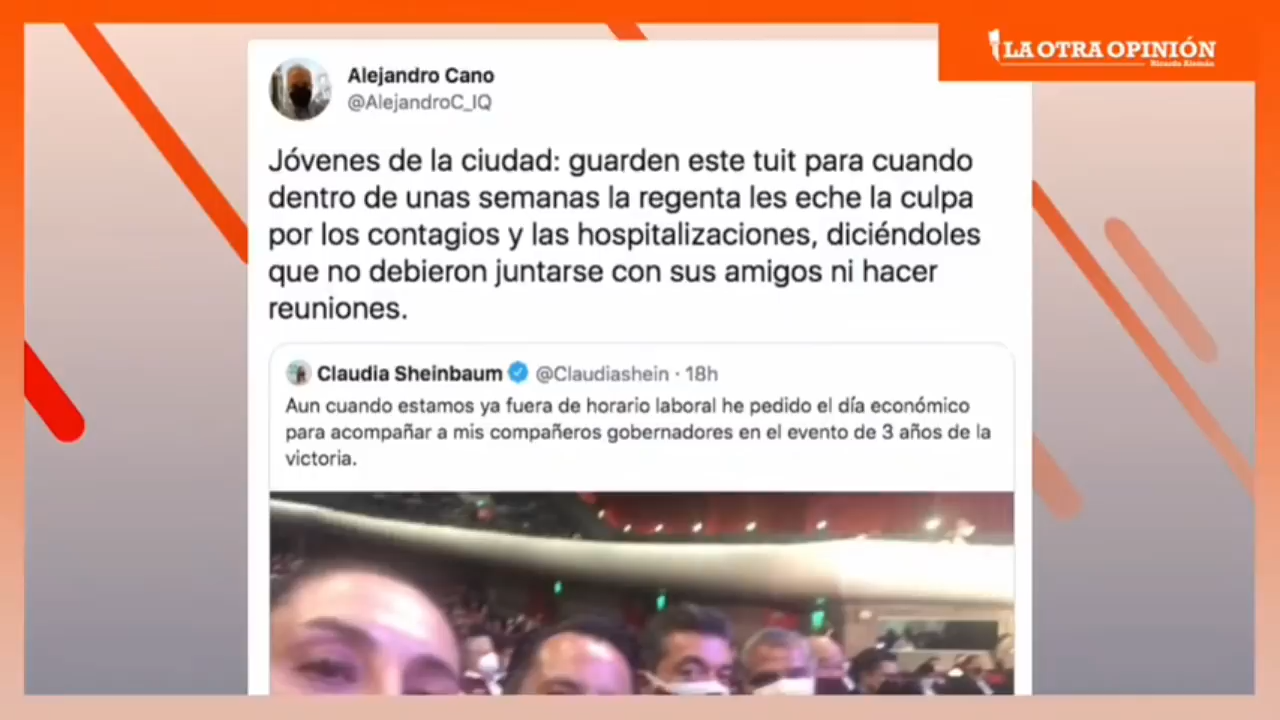 LA OTRA OPINIÓN
Ricardo Alemán
Alejandro Cano
@AlejandroC_IQ
Jóvenes de la ciudad: guarden este tuit para cuando
dentro de unas semanas la regenta les eche la culpa
por los contagios y las hospitalizaciones, diciéndoles
que no debieron juntarse con sus amigos ni hacer
reuniones.
Claudia Sheinbaum @Claudiashein · 18h
Aun cuando estamos ya fuera de horario laboral he pedido el día económico
para acompañar a mis compañeros gobernadores en el evento de 3 años de la
victoria.